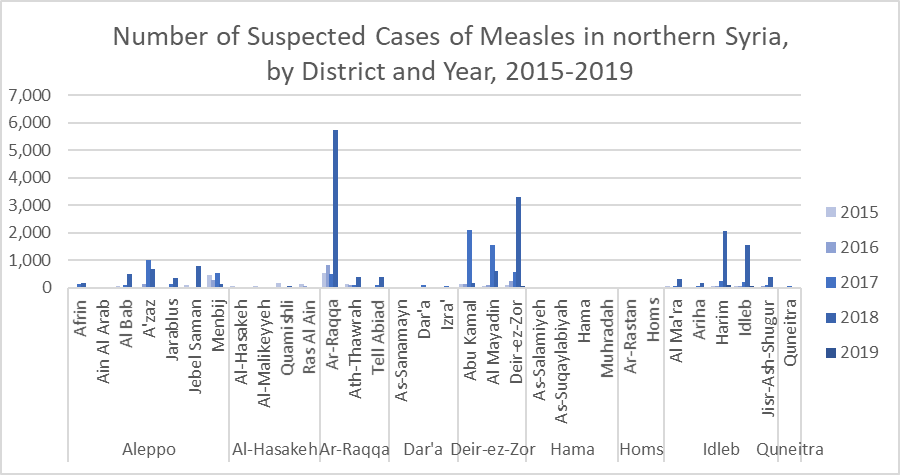 Number of Suspected Cases of Measles in northern Syria,
by District and Year, 2015-2019
7,000
6,000
5,000
4,000
3,000
2,000
1,000
0
2015
2016
2017
2018
2019
Afrin
Ain Al Arab
Al Bab
A'zaz
Jarablus
Jebel Saman
Menbij
Al-Hasakeh
Al-Malikeyyeh
Quamishli
Ras Al Ain
Ar-Raqqa
Ath-Thawrah
Tell Abiad
As-Sanamayn
Dar'a
Izra'
Abu Kamal
Al Mayadin
Deir-ez-Zor
As-Salamiyeh
As-Suqaylabiyah
Hama
Muhradah
Ar-Rastan
Homs
Al Ma'ra
Ariha
Harim
Idleb
Jisr-Ash-Shugur
Quneitra
Aleppo
Al-Hasakeh
Ar-Raqqa
Dar'a
Deir-ez-Zor
Hama
Homs
Idleb
Quneitra